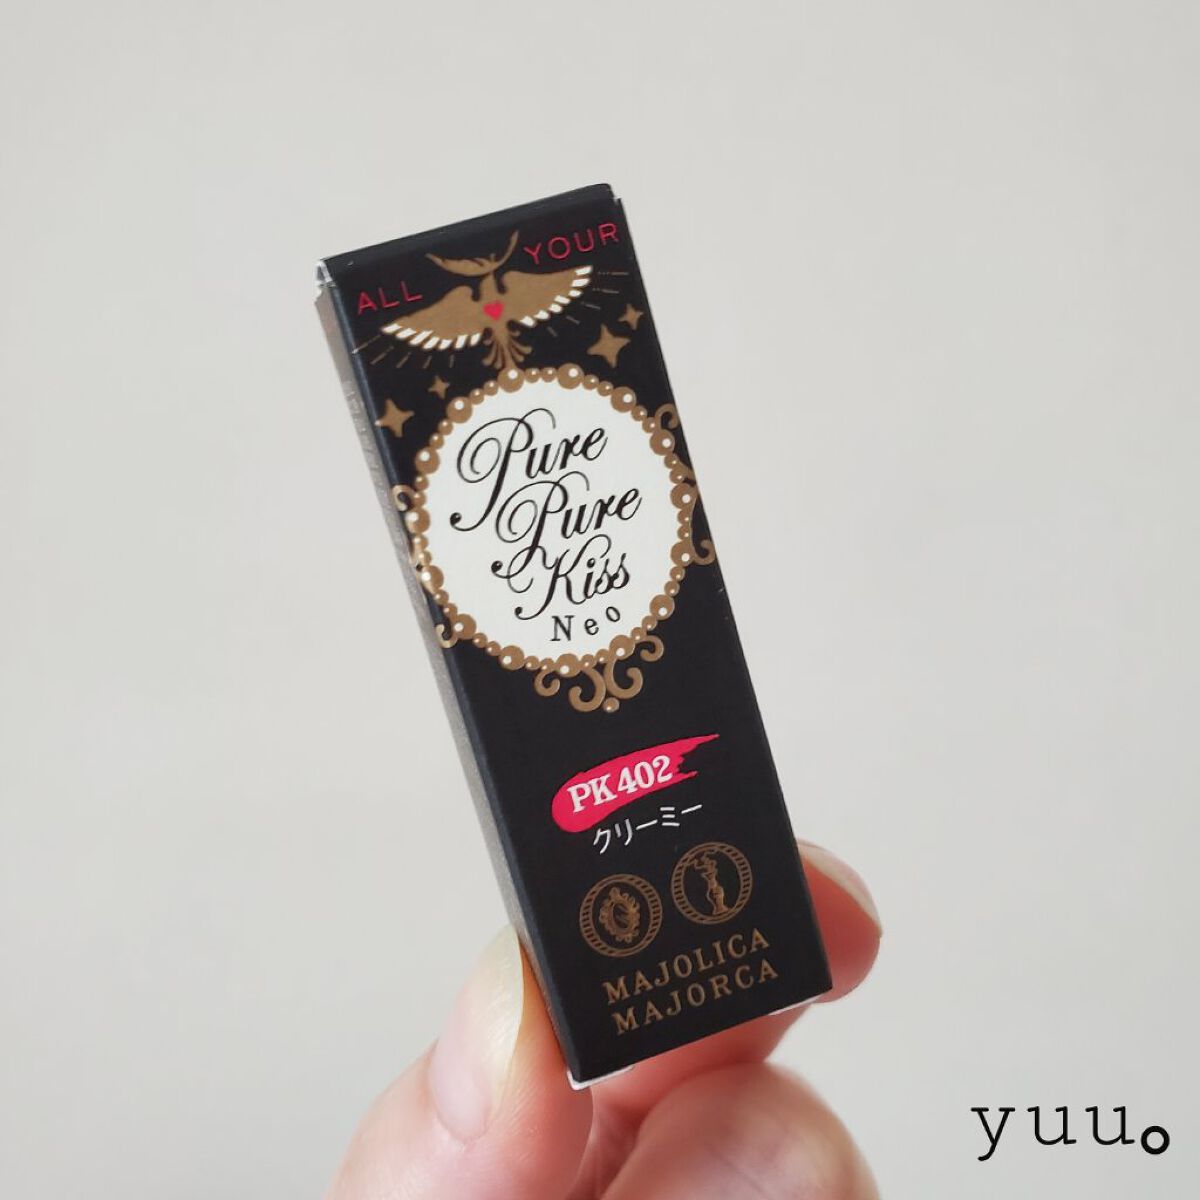 ALL YOUR
Pure
Pure
Kiss
Neo
PK402
クリーミー
MAJOLICA
MAJORCA
yuu。